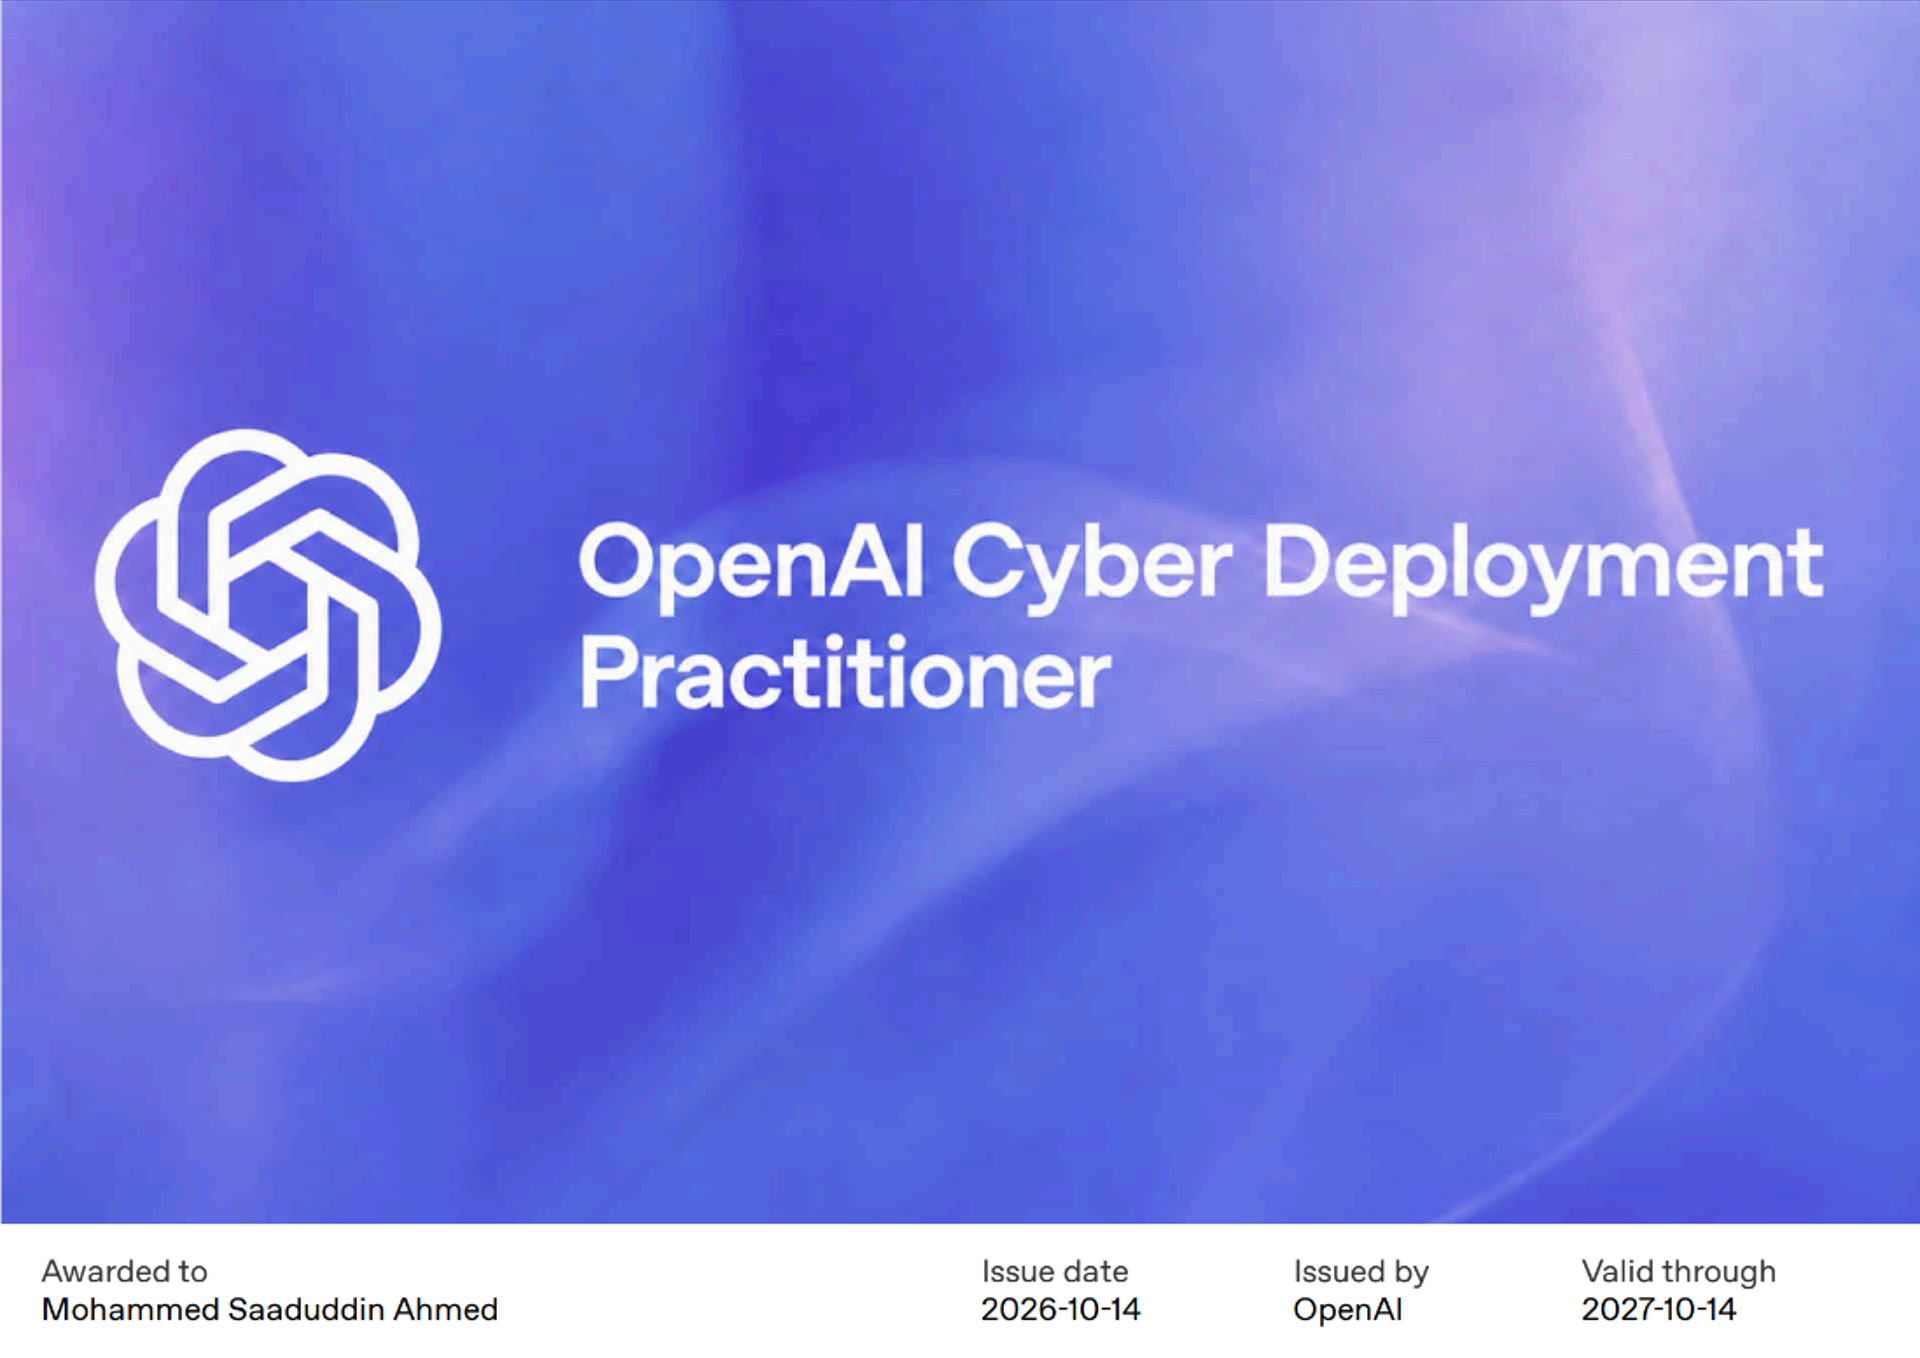 OpenAI Cyber Deployment
Practitioner
Awarded to
Mohammed Saaduddin Ahmed
Issue date
2026-10-14
Issued by
OpenAI
Valid through
2027-10-14